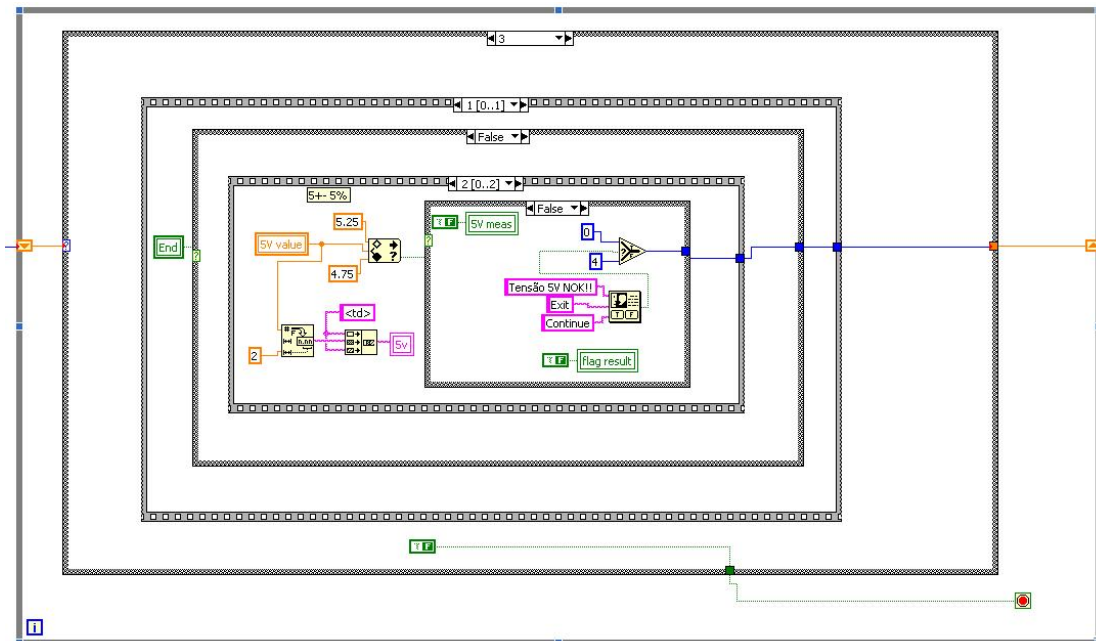 3
1 [0..1]
False
2 [0..2]
5+- 5%
False
5.25
T F
5V meas
0
End
5V value
4
4.75
Tensão 5V NOK!!
<td>
Exit
T F
Continue
5v
2
T F
flag result
T F
i